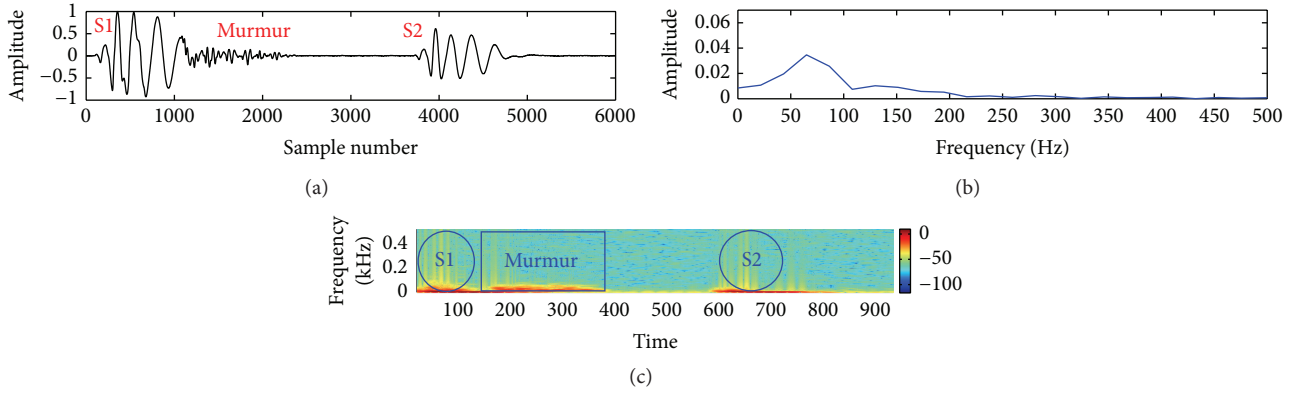 Amplitude
1
0.5
0
−0.5
−1
S1
Murmur
S2
0 1000 2000 3000 4000 5000 6000
Sample number
(a)
Amplitude
0.06
0.04
0.02
0
0 50 100 150 200 250 300 350 400 450 500
Frequency (Hz)
(b)
Frequency
(kHz)
0.4
0.2
0
S1
Murmur
S2
0
−50
−100
100 200 300 400 500 600 700 800 900
Time
(c)